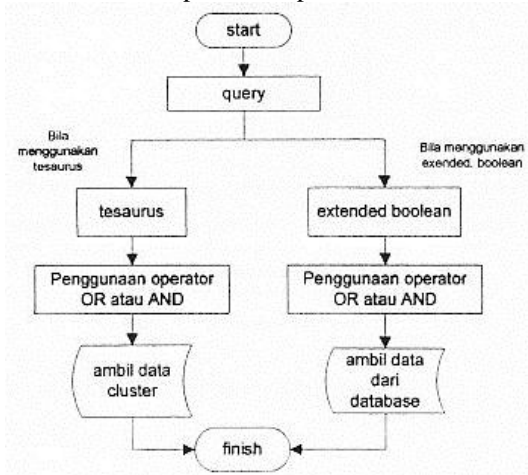 start
query
Bila
menggunakan
tesaurus
Bila menggunakan
exended. boolean
tesaurus
extended boolean
Penggunaan operator
OR atau AND
Penggunaan operator
OR atau AND
ambil data
cluster
ambil data
dari
database
finish